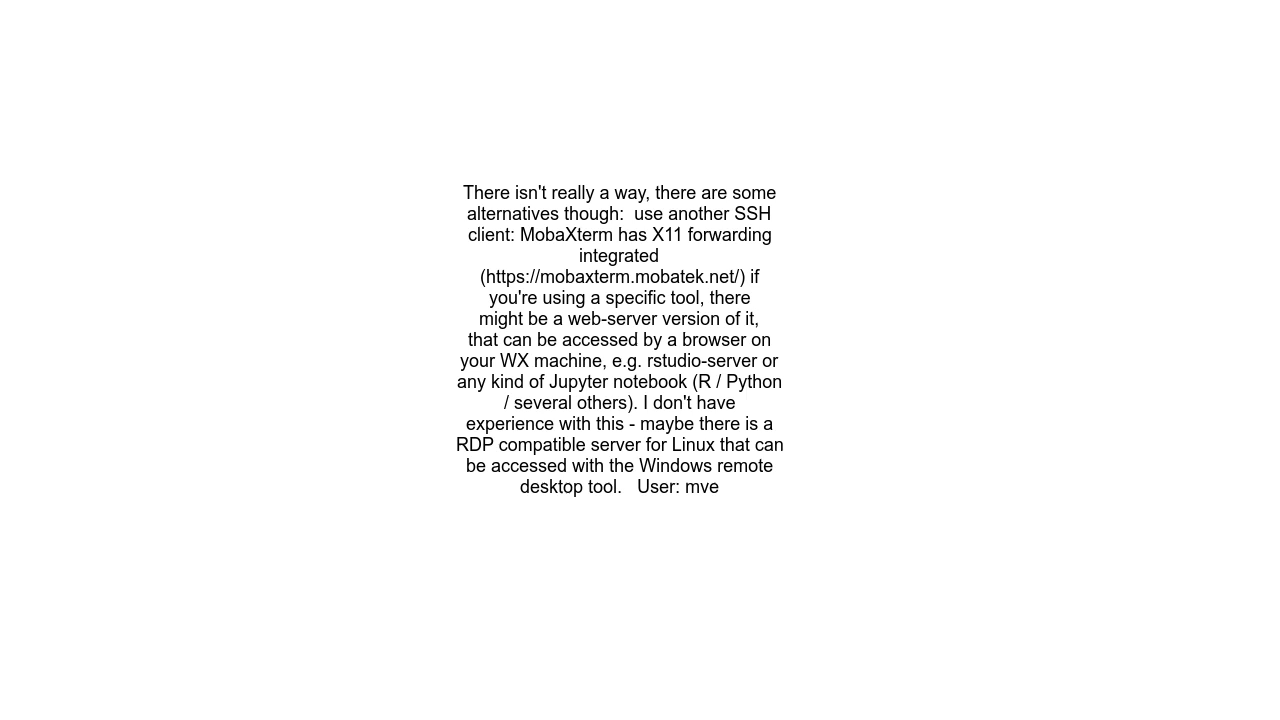 There isn't really a way, there are some
alternatives though:  use another SSH
client: MobaXterm has X11 forwarding
integrated
(https://mobaxterm.mobatek.net/) if
you're using a specific tool, there
might be a web-server version of it,
that can be accessed by a browser on
your WX machine, e.g. rstudio-server or
any kind of Jupyter notebook (R / Python
/ several others). I don't have
experience with this - maybe there is a
RDP compatible server for Linux that can
be accessed with the Windows remote
desktop tool.   User: mve